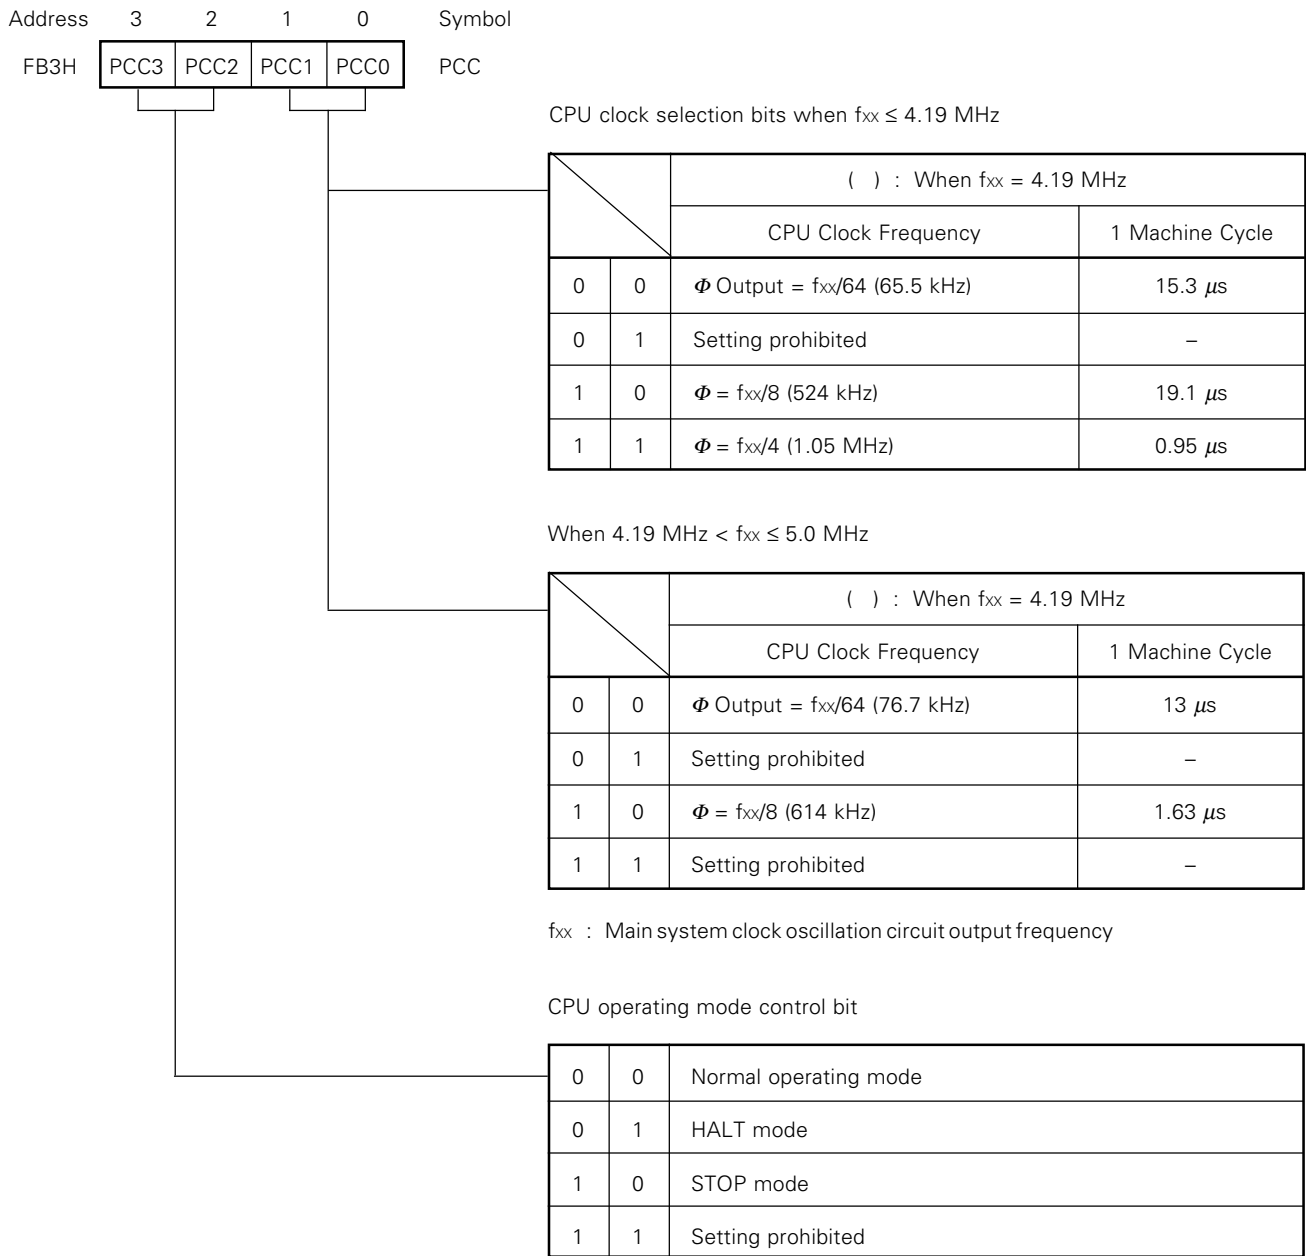 Address 3 2 1 0 Symbol
FB3H PCC3 PCC2 PCC1 PCC0 PCC
CPU clock selection bits when fxx ≤ 4.19 MHz
( ) : When fxx = 4.19 MHz
CPU Clock Frequency 1 Machine Cycle
0 0 Φ Output = fxx/64 (65.5 kHz) 15.3 μs
0 1 Setting prohibited –
1 0 Φ = fxx/8 (524 kHz) 19.1 μs
1 1 Φ = fxx/4 (1.05 MHz) 0.95 μs
When 4.19 MHz < fxx ≤ 5.0 MHz
( ) : When fxx = 4.19 MHz
CPU Clock Frequency 1 Machine Cycle
0 0 Φ Output = fxx/64 (76.7 kHz) 13 μs
0 1 Setting prohibited –
1 0 Φ = fxx/8 (614 kHz) 1.63 μs
1 1 Setting prohibited –
fxx : Main system clock oscillation circuit output frequency
CPU operating mode control bit
0 0 Normal operating mode
0 1 HALT mode
1 0 STOP mode
1 1 Setting prohibited